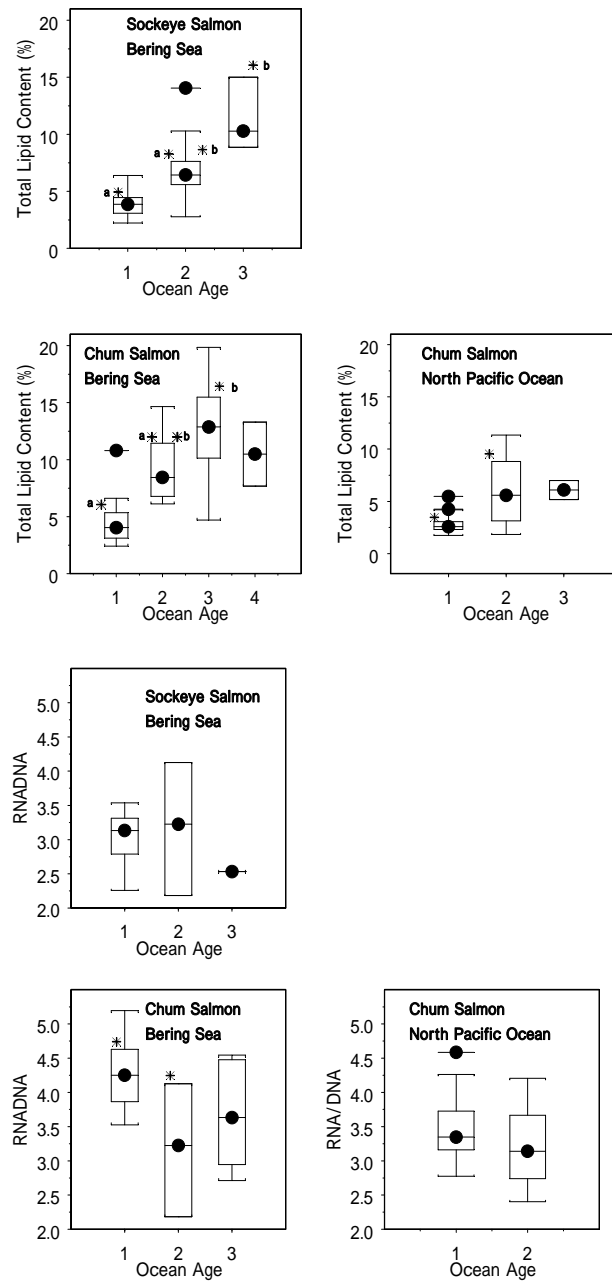 Sockeye Salmon
Bering Sea
Total Lipid Content (%)
20
15
10
5
0
a * a * * b * b
1 2 3
Ocean Age
Chum Salmon
Bering Sea
Total Lipid Content (%)
20
15
10
5
0
a * a * * b * b
1 2 3 4
Ocean Age
Chum Salmon
North Pacific Ocean
Total Lipid Content (%)
20
15
10
5
0
* *
1 2 3
Ocean Age
Sockeye Salmon
Bering Sea
RNADNA
5.0
4.5
4.0
3.5
3.0
2.5
2.0
1 2 3
Ocean Age
Chum Salmon
Bering Sea
RNADNA
5.0
4.5
4.0
3.5
3.0
2.5
2.0
* *
1 2 3
Ocean Age
Chum Salmon
North Pacific Ocean
RNA/DNA
5.0
4.5
4.0
3.5
3.0
2.5
2.0
1 2
Ocean Age